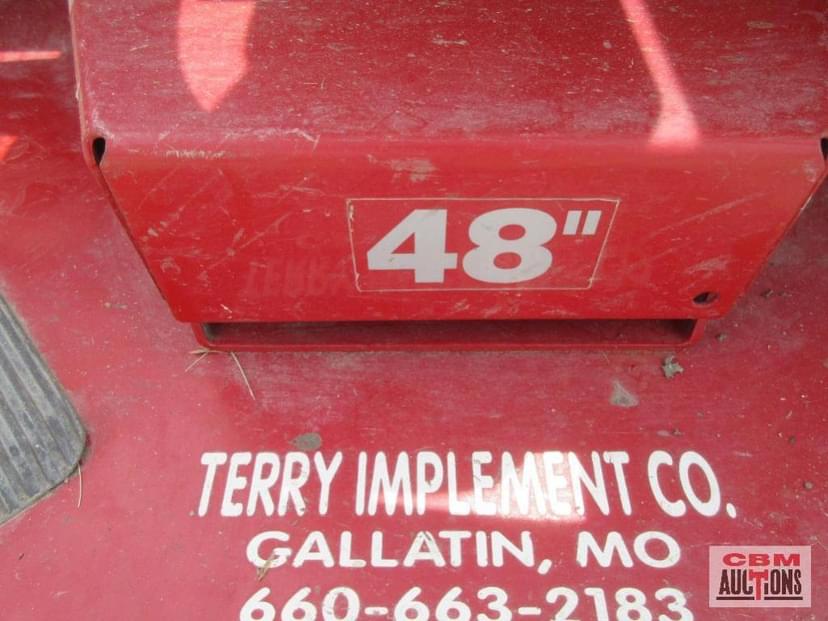 48"
TERRY IMPLEMENT CO.
GALLATIN, MO
660-663-2183
CBM
AUCTIONS